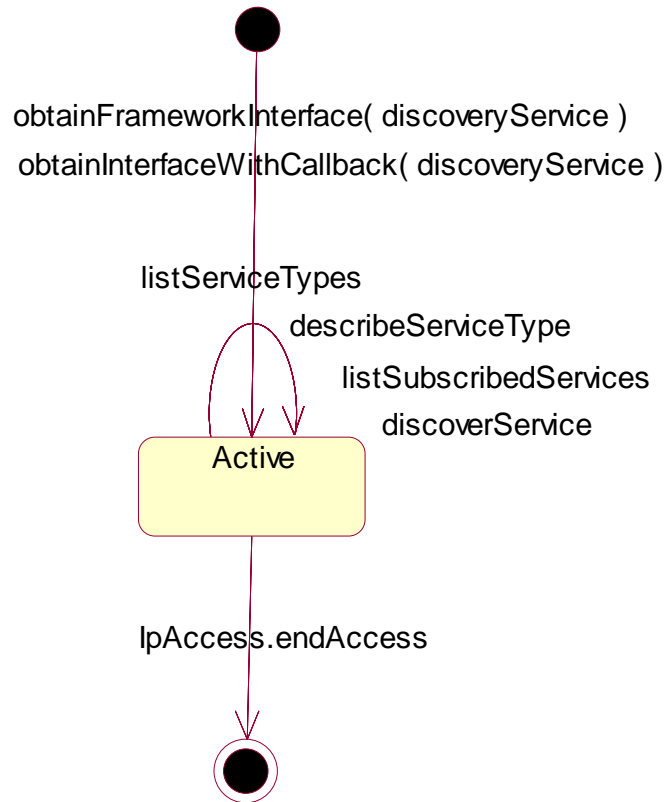 obtainFrameworkInterface( discoveryService )
obtainInterfaceWithCallback( discoveryService )
listServiceTypes
describeServiceType
listSubscribedServices
discoverService
Active
IpAccess.endAccess